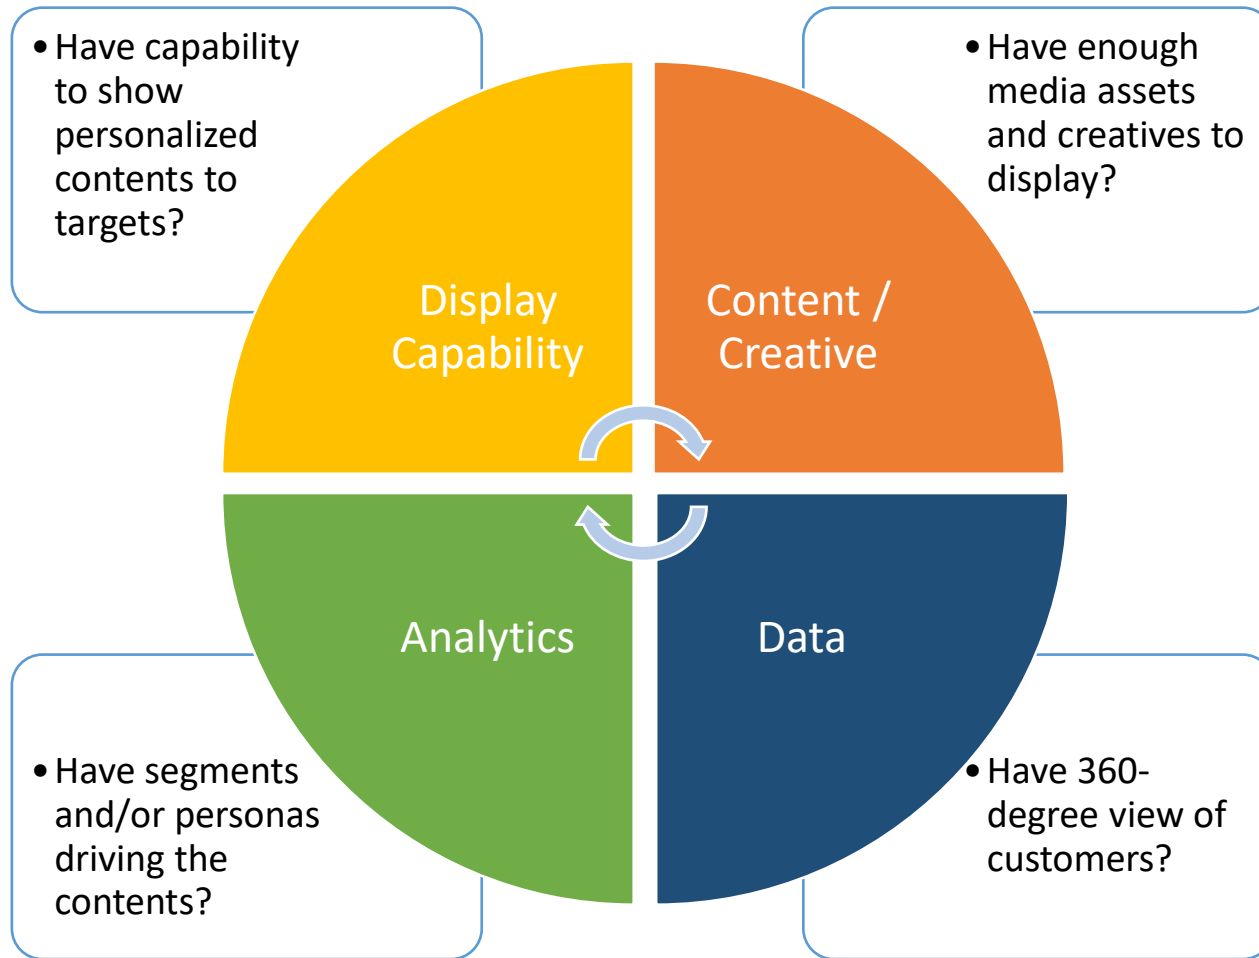 • Have capability
to show
personalized
contents to
targets?
• Have enough
media assets
and creatives to
display?
Display
Capability
Content /
Creative
Analytics
Data
• Have segments
and/or personas
driving the
contents?
• Have 360-
degree view of
customers?